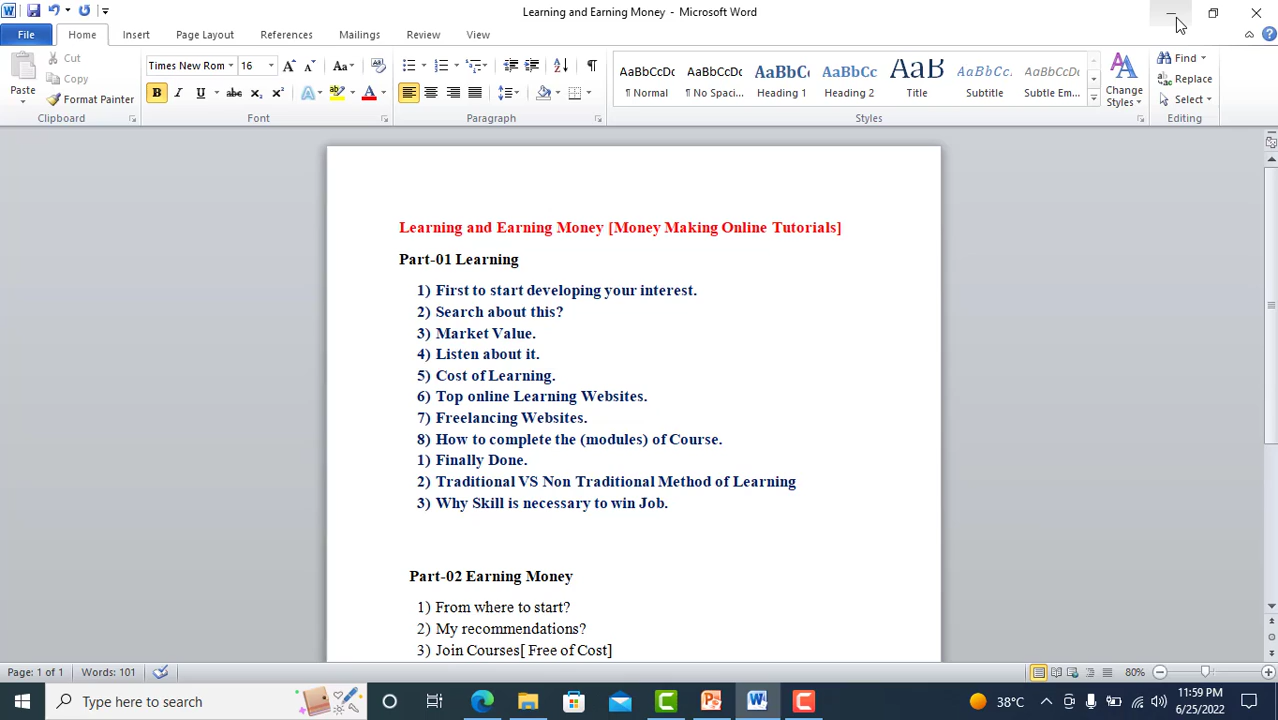 Learning and Earning Money - Microsoft Word
File Home Insert Page Layout References Mailings Review View
Paste
Cut
Copy
Format Painter
Clipboard
Times New Rom 16
Font
Paragraph
AaBbCcDc AaBbCcDc AaBbCc AaBbCc AaB AaBbCcI AaBbCcDc
¶ Normal ¶ No Spaci... Heading 1 Heading 2 Title Subtitle Subtle Em...
Styles
Change Styles
Find
Replace
Select
Editing
Learning and Earning Money [Money Making Online Tutorials]
Part-01 Learning
1) First to start developing your interest.
2) Search about this?
3) Market Value.
4) Listen about it.
5) Cost of Learning.
6) Top online Learning Websites.
7) Freelancing Websites.
8) How to complete the (modules) of Course.
1) Finally Done.
2) Traditional VS Non Traditional Method of Learning
3) Why Skill is necessary to win Job.
Part-02 Earning Money
1) From where to start?
2) My recommendations?
3) Join Courses[ Free of Cost]
Page: 1 of 1 Words: 101 80%
Type here to search
38°C
11:59 PM
6/25/2022